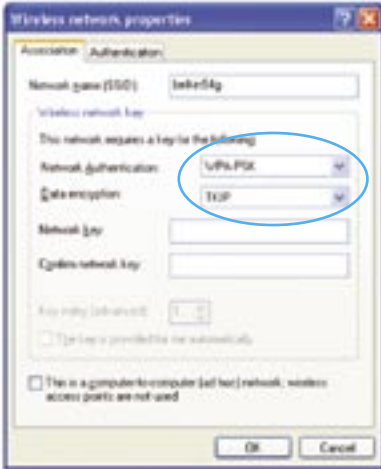 Wireless network properties
Association Authentication
Network name (SSID): belkin54g
Wireless network key
This network requires a key for the following:
Network Authentication: WPA-PSK
Data encryption: TKIP
Network key:
Confirm network key:
Key index (advanced): 1
The key is provided for me automatically
This is a computer-to-computer (ad hoc) network; wireless
access points are not used
OK Cancel